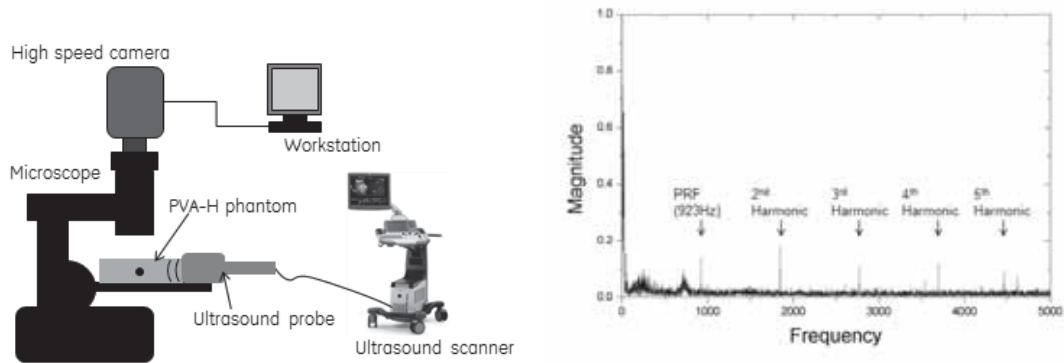 High speed camera
Workstation
Microscope
PVA-H phantom
Ultrasound probe
Ultrasound scanner
1.0
0.8
0.6
0.4
0.2
0.0
Magnitude
PRF
(923Hz)
2nd
Harmonic
3rd
Harmonic
4th
Harmonic
5th
Harmonic
0
1000
2000
3000
4000
5000
Frequency